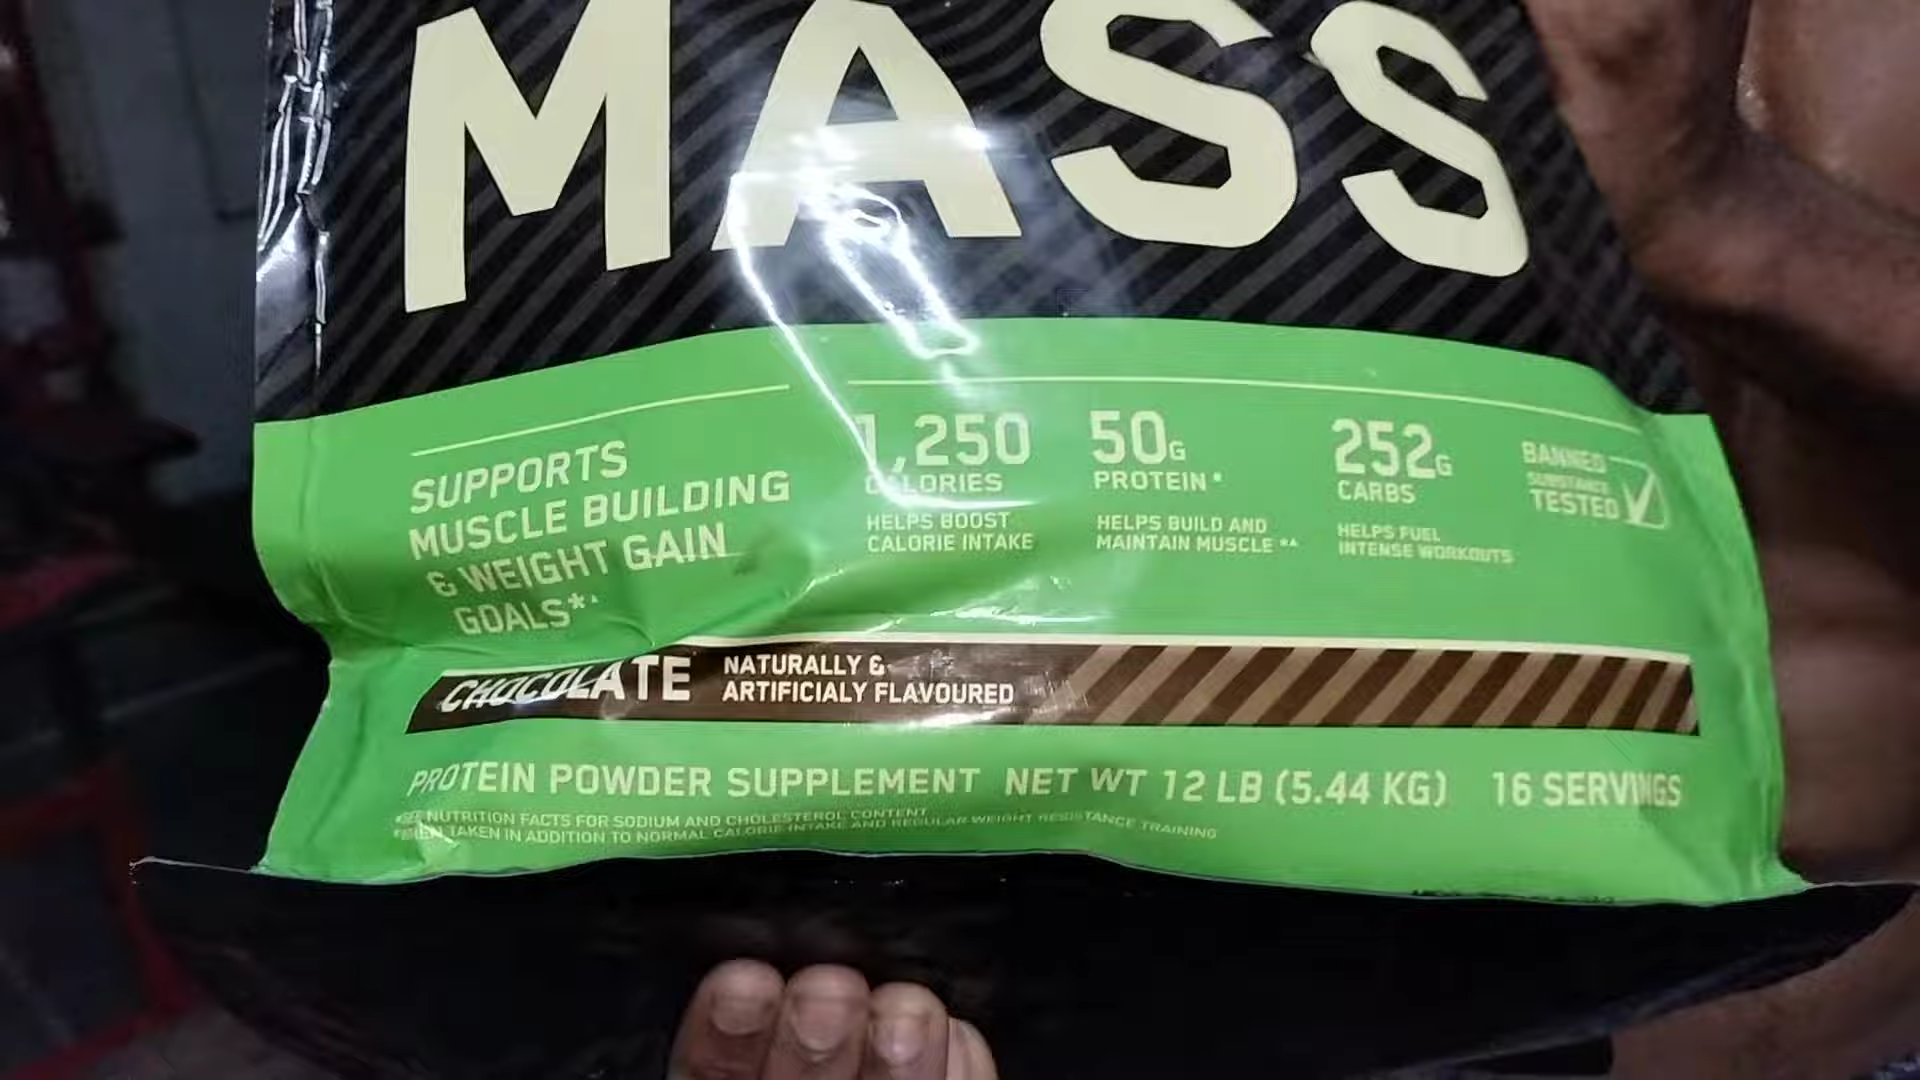 MASS
SUPPORTS
MUSCLE BUILDING
& WEIGHT GAIN
GOALS*^
1,250
CALORIES
HELPS BOOST
CALORIE INTAKE
50G
PROTEIN*
HELPS BUILD AND
MAINTAIN MUSCLE *^
252G
CARBS
HELPS FUEL
INTENSE WORKOUTS
BANNED
SUBSTANCE
TESTED
CHOCOLATE
NATURALLY &
ARTIFICIALY FLAVOURED
PROTEIN POWDER SUPPLEMENT NET WT 12 LB (5.44 KG) 16 SERVINGS
*SEE NUTRITION FACTS FOR SODIUM AND CHOLESTEROL CONTENT
TAKEN IN ADDITION TO NORMAL CALORIE INTAKE AND REGULAR WEIGHT RESISTANCE TRAINING